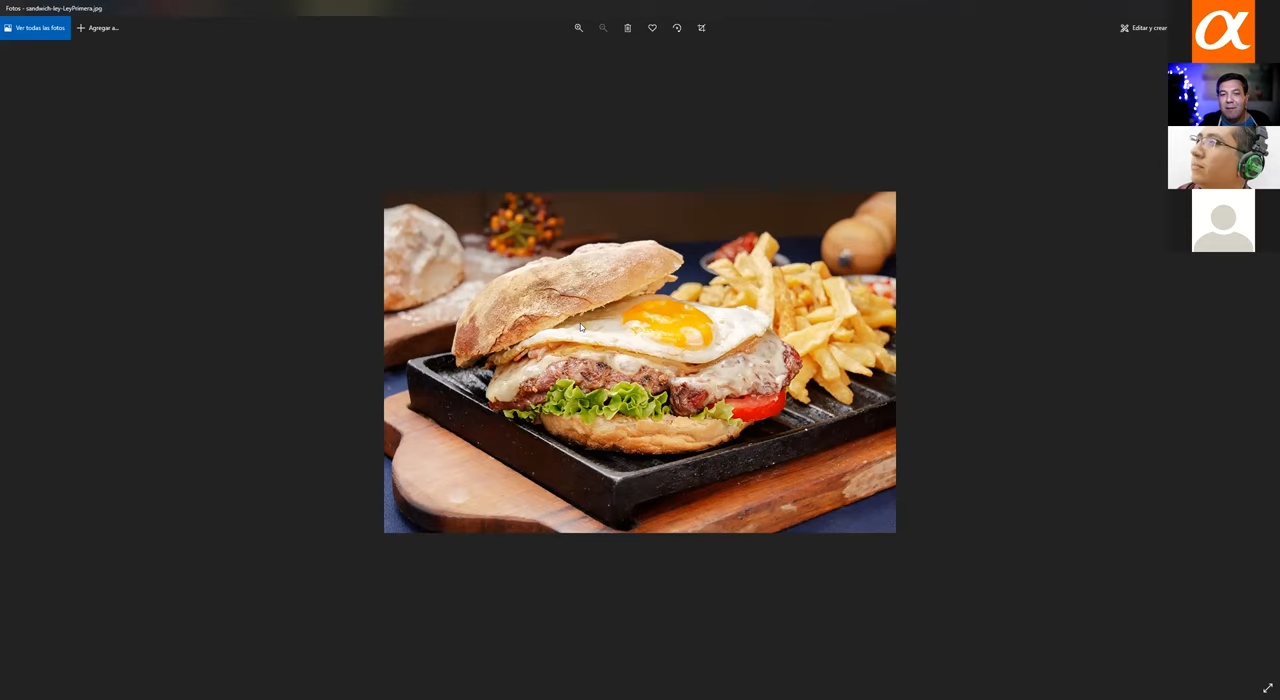 Fotos - sandwich-ley-LeyPrimera.jpg
Ver todas las fotos
Agregar a...
Editar y crear
α